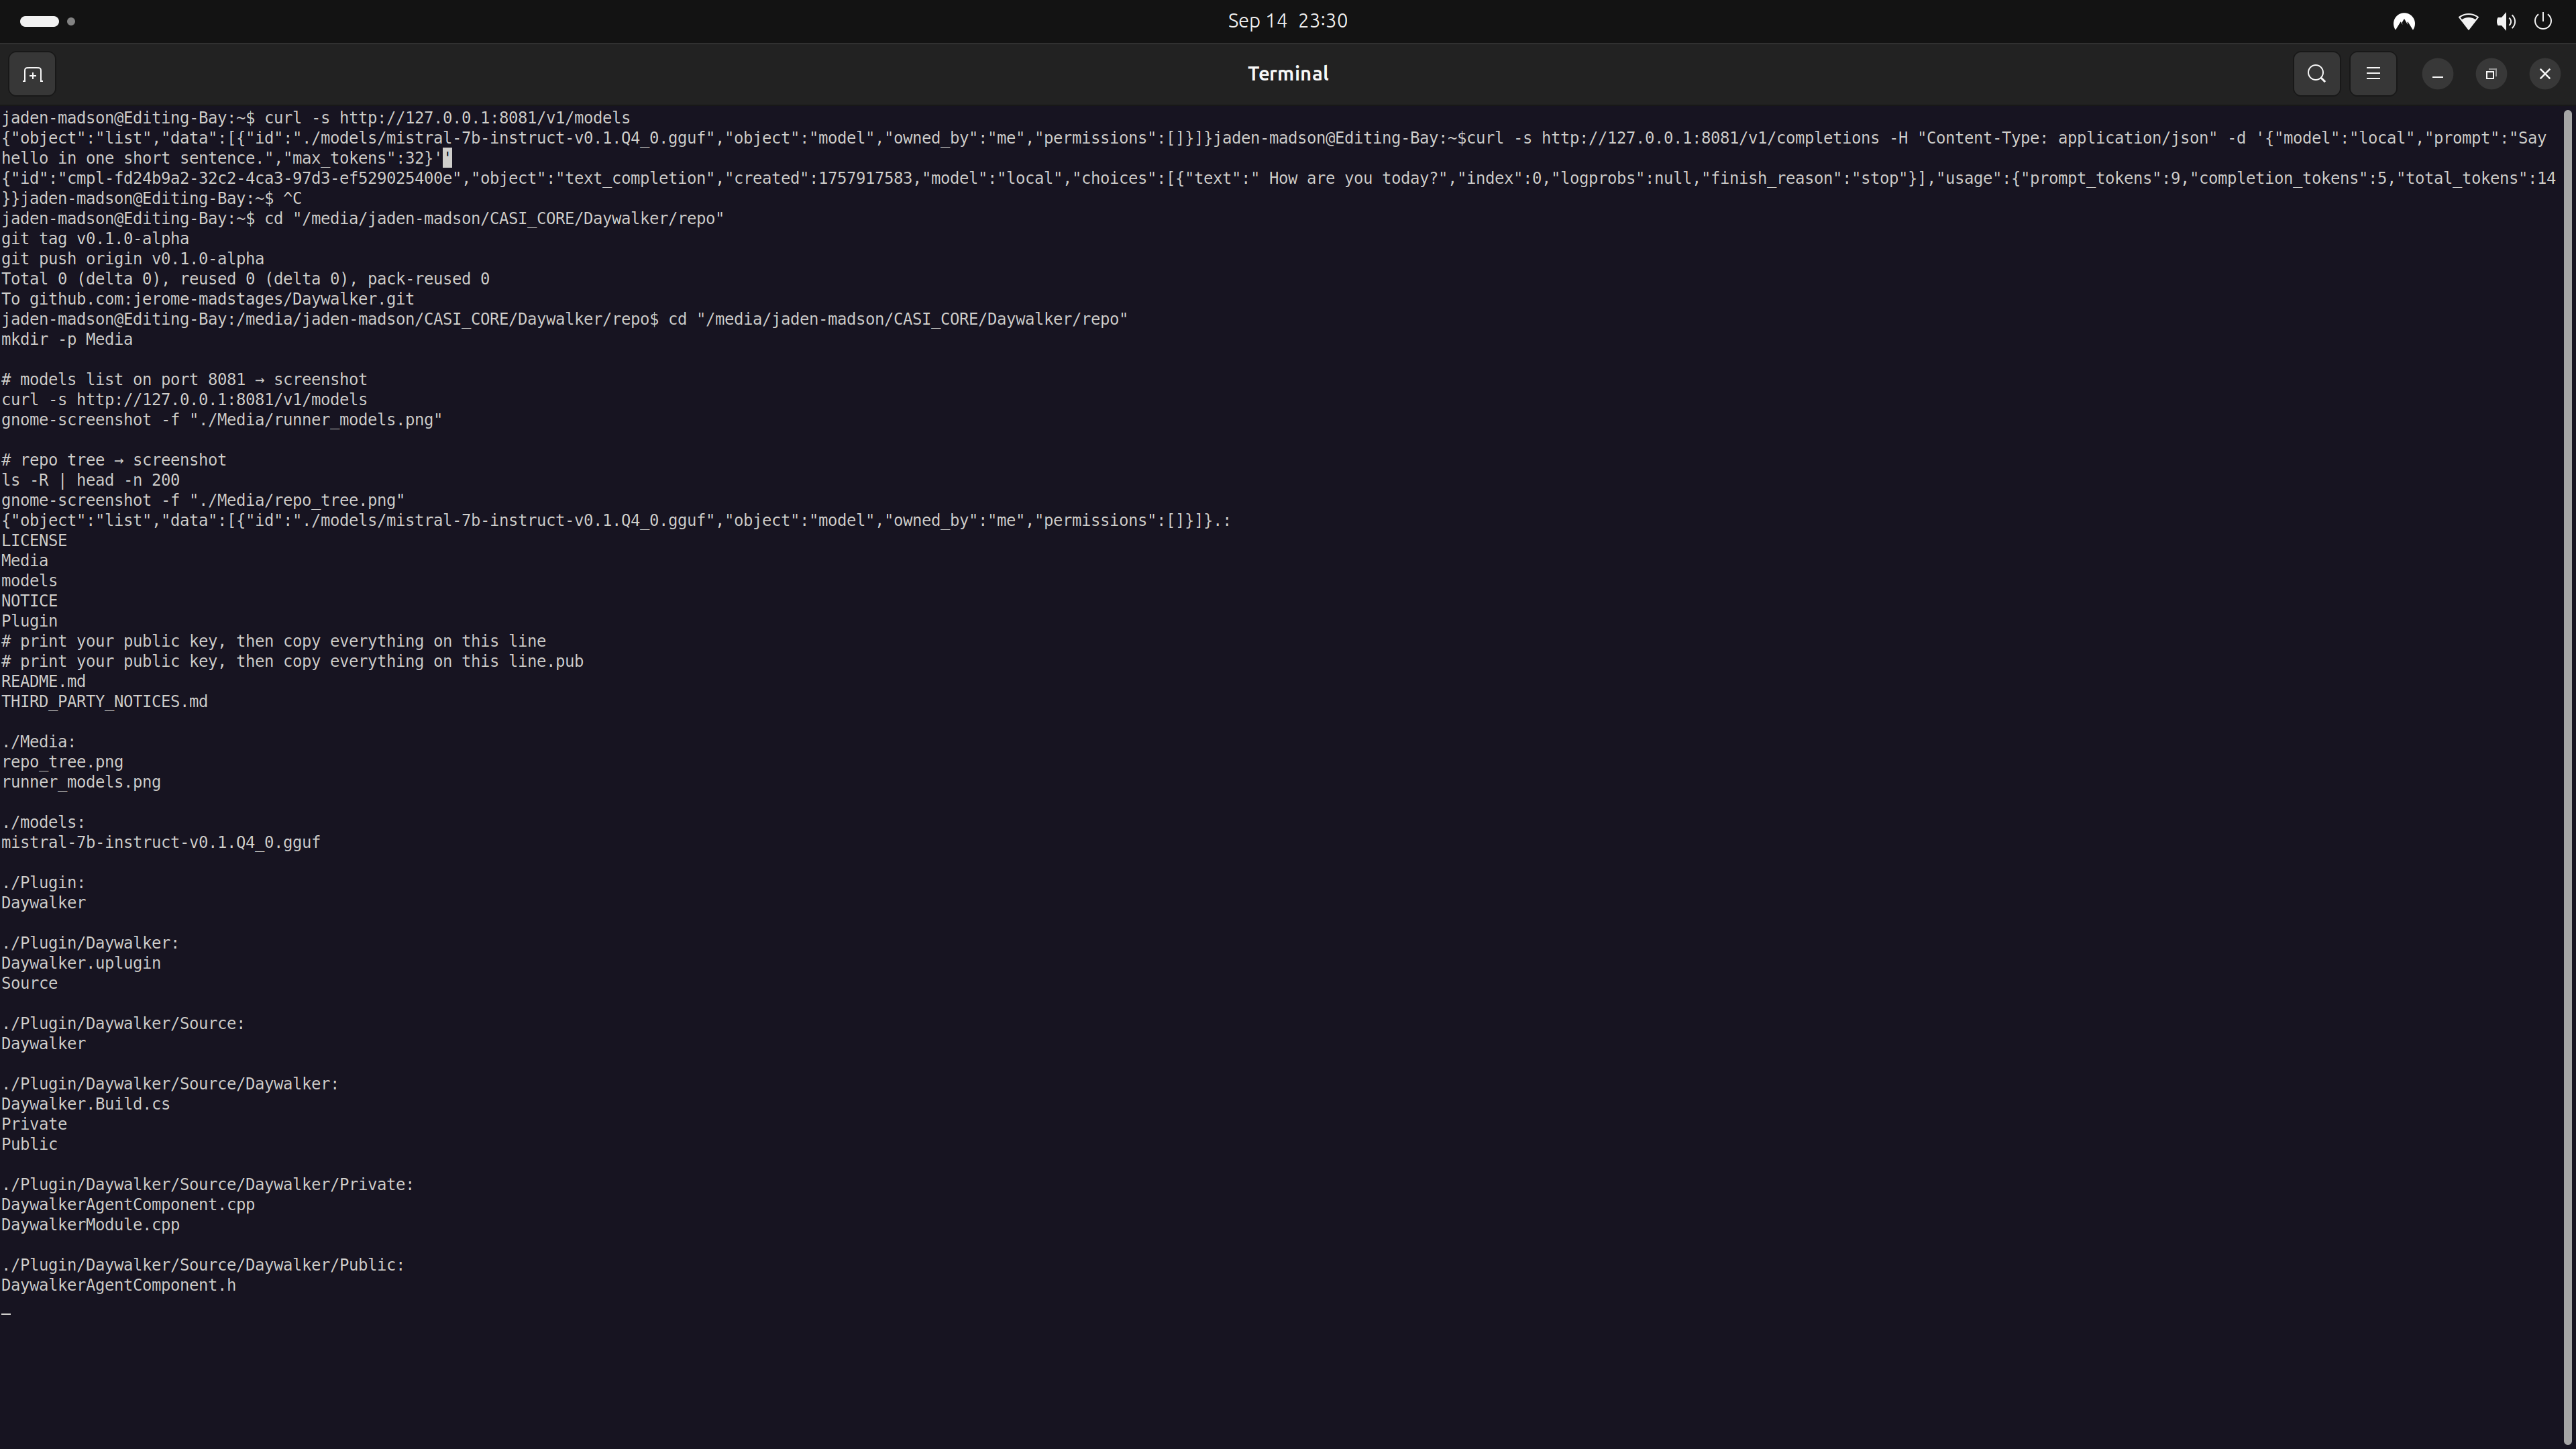 Sep 14 23:30
Terminal
jaden-madson@Editing-Bay:~$ curl -s http://127.0.0.1:8081/v1/models
{"object":"list","data":[{"id":"./models/mistral-7b-instruct-v0.1.Q4_0.gguf","object":"model","owned_by":"me","permissions":[]}]}jaden-madson@Editing-Bay:~$curl -s http://127.0.0.1:8081/v1/completions -H "Content-Type: application/json" -d '{"model":"local","prompt":"Say
hello in one short sentence.","max_tokens":32}''
{"id":"cmpl-fd24b9a2-32c2-4ca3-97d3-ef529025400e","object":"text_completion","created":1757917583,"model":"local","choices":[{"text":" How are you today?","index":0,"logprobs":null,"finish_reason":"stop"}],"usage":{"prompt_tokens":9,"completion_tokens":5,"total_tokens":14
}}jaden-madson@Editing-Bay:~$ ^C
jaden-madson@Editing-Bay:~$ cd "/media/jaden-madson/CASI_CORE/Daywalker/repo"
git tag v0.1.0-alpha
git push origin v0.1.0-alpha
Total 0 (delta 0), reused 0 (delta 0), pack-reused 0
To github.com:jerome-madstages/Daywalker.git
jaden-madson@Editing-Bay:/media/jaden-madson/CASI_CORE/Daywalker/repo$ cd "/media/jaden-madson/CASI_CORE/Daywalker/repo"
mkdir -p Media
# models list on port 8081 → screenshot
curl -s http://127.0.0.1:8081/v1/models
gnome-screenshot -f "./Media/runner_models.png"
# repo tree → screenshot
ls -R | head -n 200
gnome-screenshot -f "./Media/repo_tree.png"
{"object":"list","data":[{"id":"./models/mistral-7b-instruct-v0.1.Q4_0.gguf","object":"model","owned_by":"me","permissions":[]}]}.:
LICENSE
Media
models
NOTICE
Plugin
# print your public key, then copy everything on this line
# print your public key, then copy everything on this line.pub
README.md
THIRD_PARTY_NOTICES.md
./Media:
repo_tree.png
runner_models.png
./models:
mistral-7b-instruct-v0.1.Q4_0.gguf
./Plugin:
Daywalker
./Plugin/Daywalker:
Daywalker.uplugin
Source
./Plugin/Daywalker/Source:
Daywalker
./Plugin/Daywalker/Source/Daywalker:
Daywalker.Build.cs
Private
Public
./Plugin/Daywalker/Source/Daywalker/Private:
DaywalkerAgentComponent.cpp
DaywalkerModule.cpp
./Plugin/Daywalker/Source/Daywalker/Public:
DaywalkerAgentComponent.h